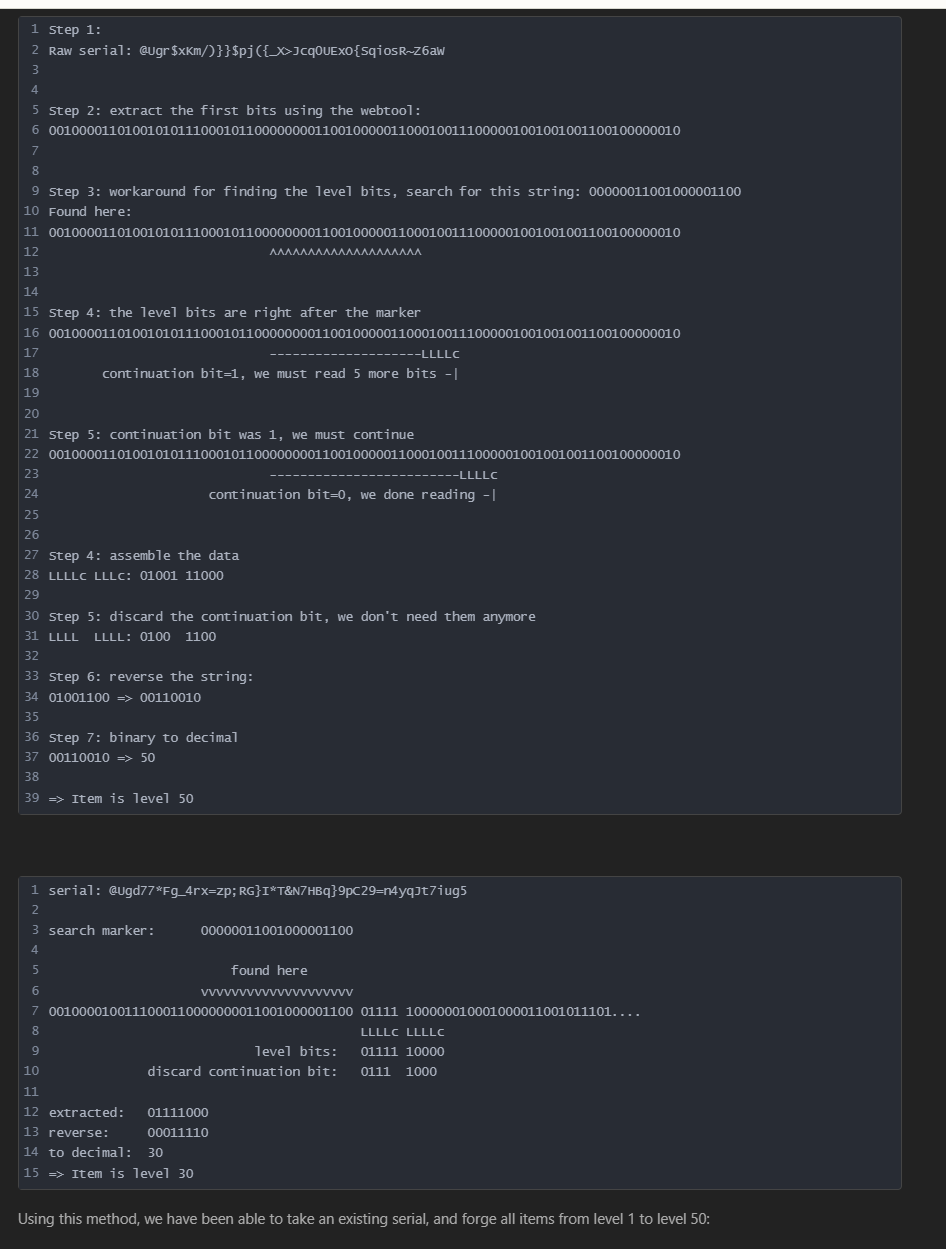 1 Step 1:
2 Raw serial: @Ugr$xKm/)}}$pj({_X>JcqOUExO{SqiosR~Z6aW
3
4
5 Step 2: extract the first bits using the webtool:
6 00100001101001010111000101100000000110010000011000100111000001001001001100100000010
7
8
9 Step 3: workaround for finding the level bits, search for this string: 00000011001000001100
10 Found here:
11 00100001101001010111000101100000000110010000011000100111000001001001001100100000010
12 ^^^^^^^^^^^^^^^^^^^^
13
14
15 Step 4: the level bits are right after the marker
16 00100001101001010111000101100000000110010000011000100111000001001001001100100000010
17 --------------------LLLLc
18 continuation bit=1, we must read 5 more bits -|
19
20
21 Step 5: continuation bit was 1, we must continue
22 00100001101001010111000101100000000110010000011000100111000001001001001100100000010
23 -------------------------LLLLc
24 continuation bit=0, we done reading -|
25
26
27 Step 4: assemble the data
28 LLLLc LLLc: 01001 11000
29
30 Step 5: discard the continuation bit, we don't need them anymore
31 LLLL  LLLL: 0100  1100
32
33 Step 6: reverse the string:
34 01001100 => 00110010
35
36 Step 7: binary to decimal
37 00110010 => 50
38
39 => Item is level 50
1 serial: @Ugd77*Fg_4rx=zp;RG}I*T&N7HBq}9pC29=n4yqJt7iug5
2
3 search marker: 00000011001000001100
4
5 found here
6 vvvvvvvvvvvvvvvvvvvv
7 0010000100111000110000000011001000001100 01111 100000010001000011001011101....
8 LLLLc LLLLc
9 level bits: 01111 10000
10 discard continuation bit: 0111  1000
11
12 extracted: 01111000
13 reverse: 00011110
14 to decimal: 30
15 => Item is level 30
Using this method, we have been able to take an existing serial, and forge all items from level 1 to level 50: